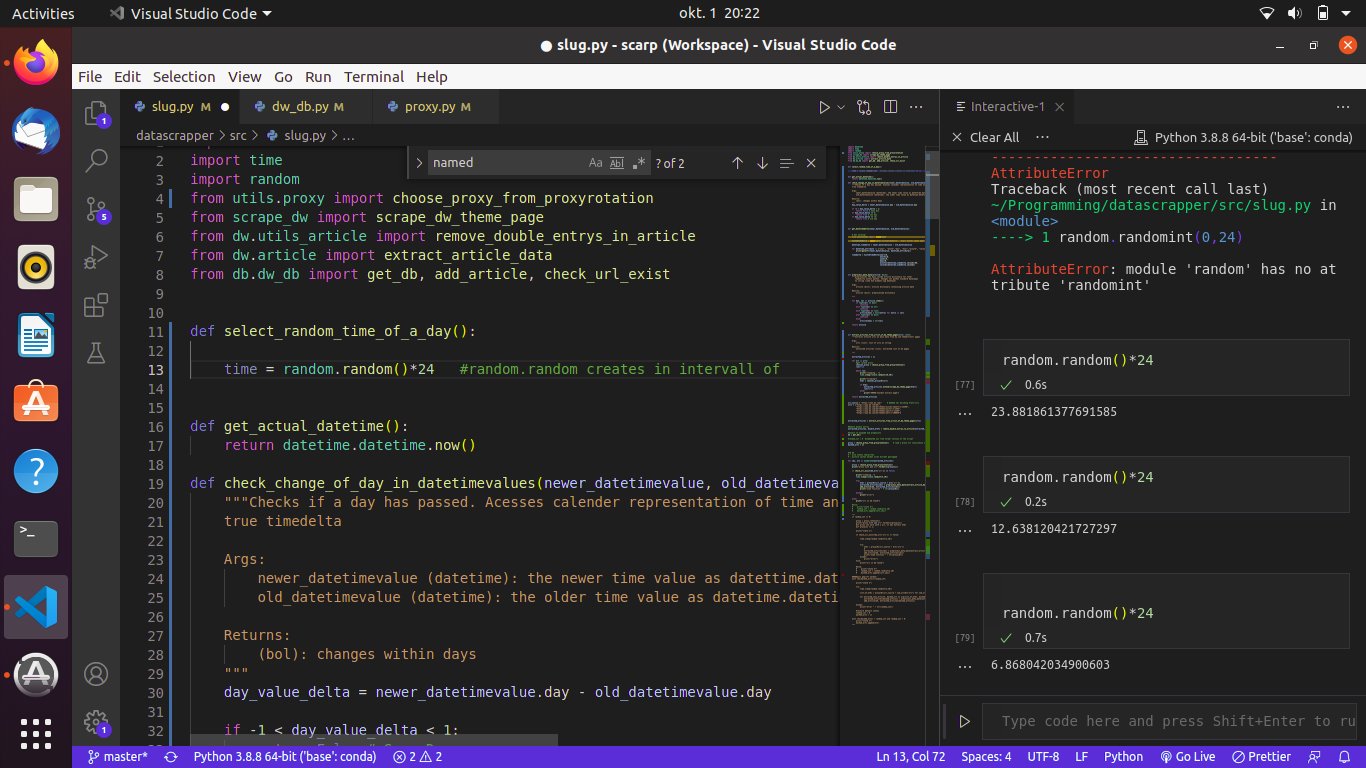 Activities
Visual Studio Code
okt. 1 20:22
● slug.py - scarp (Workspace) - Visual Studio Code
File Edit Selection View Go Run Terminal Help
slug.py M ●
dw_db.py M
proxy.py M
Interactive-1
datascrapper > src > slug.py > ...
Clear All ...
Python 3.8.8 64-bit ('base': conda)
named
Aa ab .* ? of 2
2 import time
3 import random
4 from utils.proxy import choose_proxy_from_proxyrotation
5 from scrape_dw import scrape_dw_theme_page
6 from dw.utils_article import remove_double_entrys_in_article
7 from dw.article import extract_article_data
8 from db.dw_db import get_db, add_article, check_url_exist
9
10
11 def select_random_time_of_a_day():
12
13 time = random.random()*24 #random.random creates in intervall of
14
15
16 def get_actual_datetime():
17 return datetime.datetime.now()
18
19 def check_change_of_day_in_datetimevalues(newer_datetimevalue, old_datetimeva
20 """Checks if a day has passed. Acesses calender representation of time an
21 true timedelta
22
23 Args:
24 newer_datetimevalue (datetime): the newer time value as datettime.dat
25 old_datetimevalue (datetime): the older time value as datetime.dateti
26
27 Returns:
28 (bol): changes within days
29 """
30 day_value_delta = newer_datetimevalue.day - old_datetimevalue.day
31
32 if -1 < day_value_delta < 1:
----------------------------------
AttributeError
Traceback (most recent call last)
~/Programming/datascrapper/src/slug.py in
<module>
----> 1 random.randomint(0,24)
AttributeError: module 'random' has no at
tribute 'randomint'
random.random()*24
[77] ✓ 0.6s
... 23.881861377691585
random.random()*24
[78] ✓ 0.2s
... 12.638120421727297
random.random()*24
[79] ✓ 0.7s
... 6.868042034900603
Type code here and press Shift+Enter to ru
1
5
1
master*
Python 3.8.8 64-bit ('base': conda)
2 2
Ln 13, Col 72
Spaces: 4
UTF-8
LF
Python
Go Live
Prettier